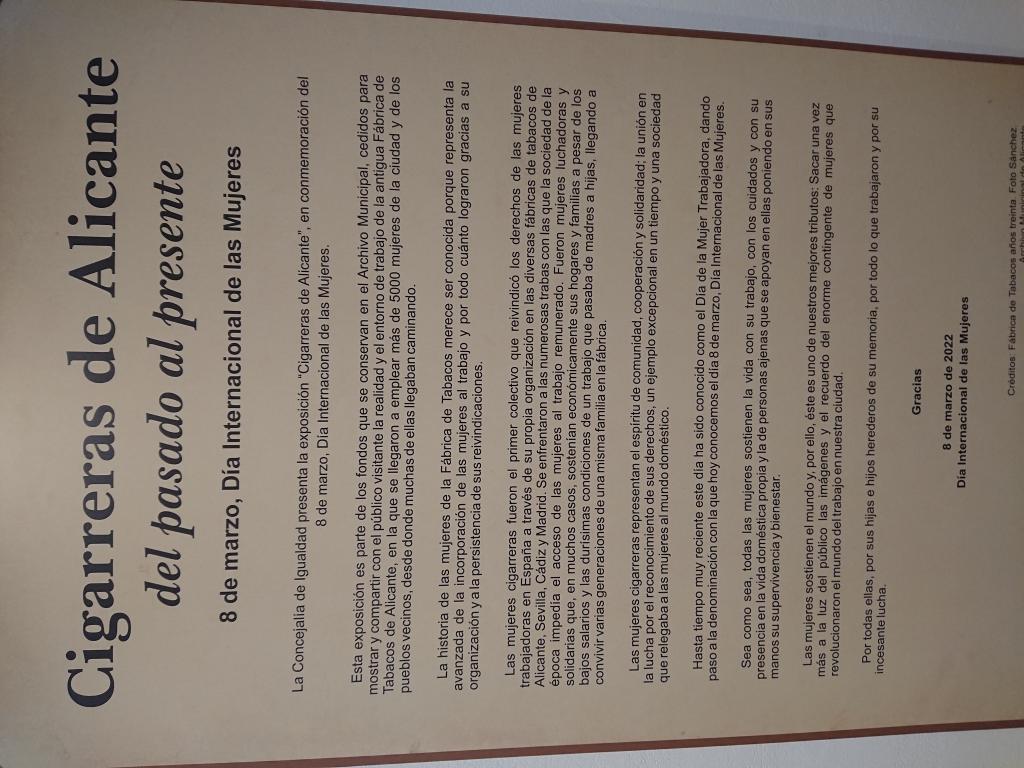 Cigarreras de Alicante
del pasado al presente
8 de marzo, Día Internacional de las Mujeres
La Concejalía de Igualdad presenta la exposición "Cigarreras de Alicante", en conmemoración del
8 de marzo, Día Internacional de las Mujeres.
Esta exposición es parte de los fondos que se conservan en el Archivo Municipal, cedidos para
mostrar y compartir con el público visitante la realidad y el entorno de trabajo de la antigua Fábrica de
Tabacos de Alicante, en la que se llegaron a emplear más de 5000 mujeres de la ciudad y de los
pueblos vecinos, desde donde muchas de ellas llegaban caminando.
La historia de las mujeres de la Fábrica de Tabacos merece ser conocida porque representa la
avanzada de la incorporación de las mujeres al trabajo y por todo cuánto lograron gracias a su
organización y a la persistencia de sus reivindicaciones.
Las mujeres cigarreras fueron el primer colectivo que reivindicó los derechos de las mujeres
trabajadoras en España a través de su propia organización en las diversas fábricas de tabacos de
Alicante, Sevilla, Cádiz y Madrid. Se enfrentaron a las numerosas trabas con las que la sociedad de la
época impedía el acceso de las mujeres al trabajo remunerado. Fueron mujeres luchadoras y
solidarias que, en muchos casos, sostenían económicamente sus hogares y familias a pesar de los
bajos salarios y las durísimas condiciones de un trabajo que pasaba de madres a hijas, llegando a
convivir varias generaciones de una misma familia en la fábrica.
Las mujeres cigarreras representan el espíritu de comunidad, cooperación y solidaridad; la unión en
la lucha por el reconocimiento de sus derechos, un ejemplo excepcional en un tiempo y una sociedad
que relegaba a las mujeres al mundo doméstico.
Hasta tiempo muy reciente este día ha sido conocido como el Día de la Mujer Trabajadora, dando
paso a la denominación con la que hoy conocemos el día 8 de marzo, Día Internacional de las Mujeres.
Sea como sea, todas las mujeres sostienen la vida con su trabajo, con los cuidados y con su
presencia en la vida doméstica propia y la de personas ajenas que se apoyan en ellas poniendo en sus
manos su supervivencia y bienestar.
Las mujeres sostienen el mundo y, por ello, éste es uno de nuestros mejores tributos: Sacar una vez
más a la luz del público las imágenes y el recuerdo del enorme contingente de mujeres que
revolucionaron el mundo del trabajo en nuestra ciudad.
Por todas ellas, por sus hijas e hijos herederos de su memoria, por todo lo que trabajaron y por su
incesante lucha.
Gracias
8 de marzo de 2022
Día Internacional de las Mujeres
Créditos: Fábrica de Tabacos años treinta. Foto Sánchez.